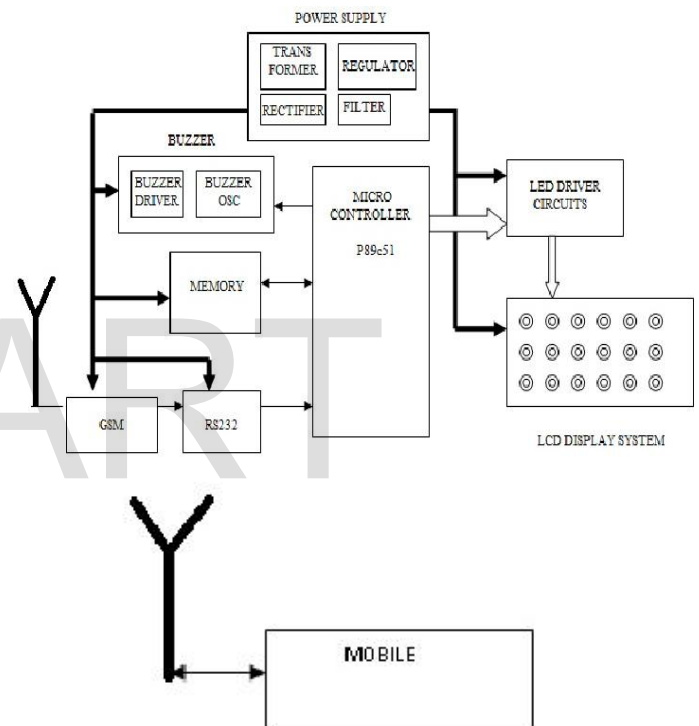 POWER SUPPLY
TRANS
FORMER
REGULATOR
RECTIFIER
FILTER
BUZZER
BUZZER
DRIVER
BUZZER
OSC
MICRO
CONTROLLER
P89c51
LED DRIVER
CIRCUITS
MEMORY
GSM
RS232
LCD DISPLAY SYSTEM
ART
MOBILE